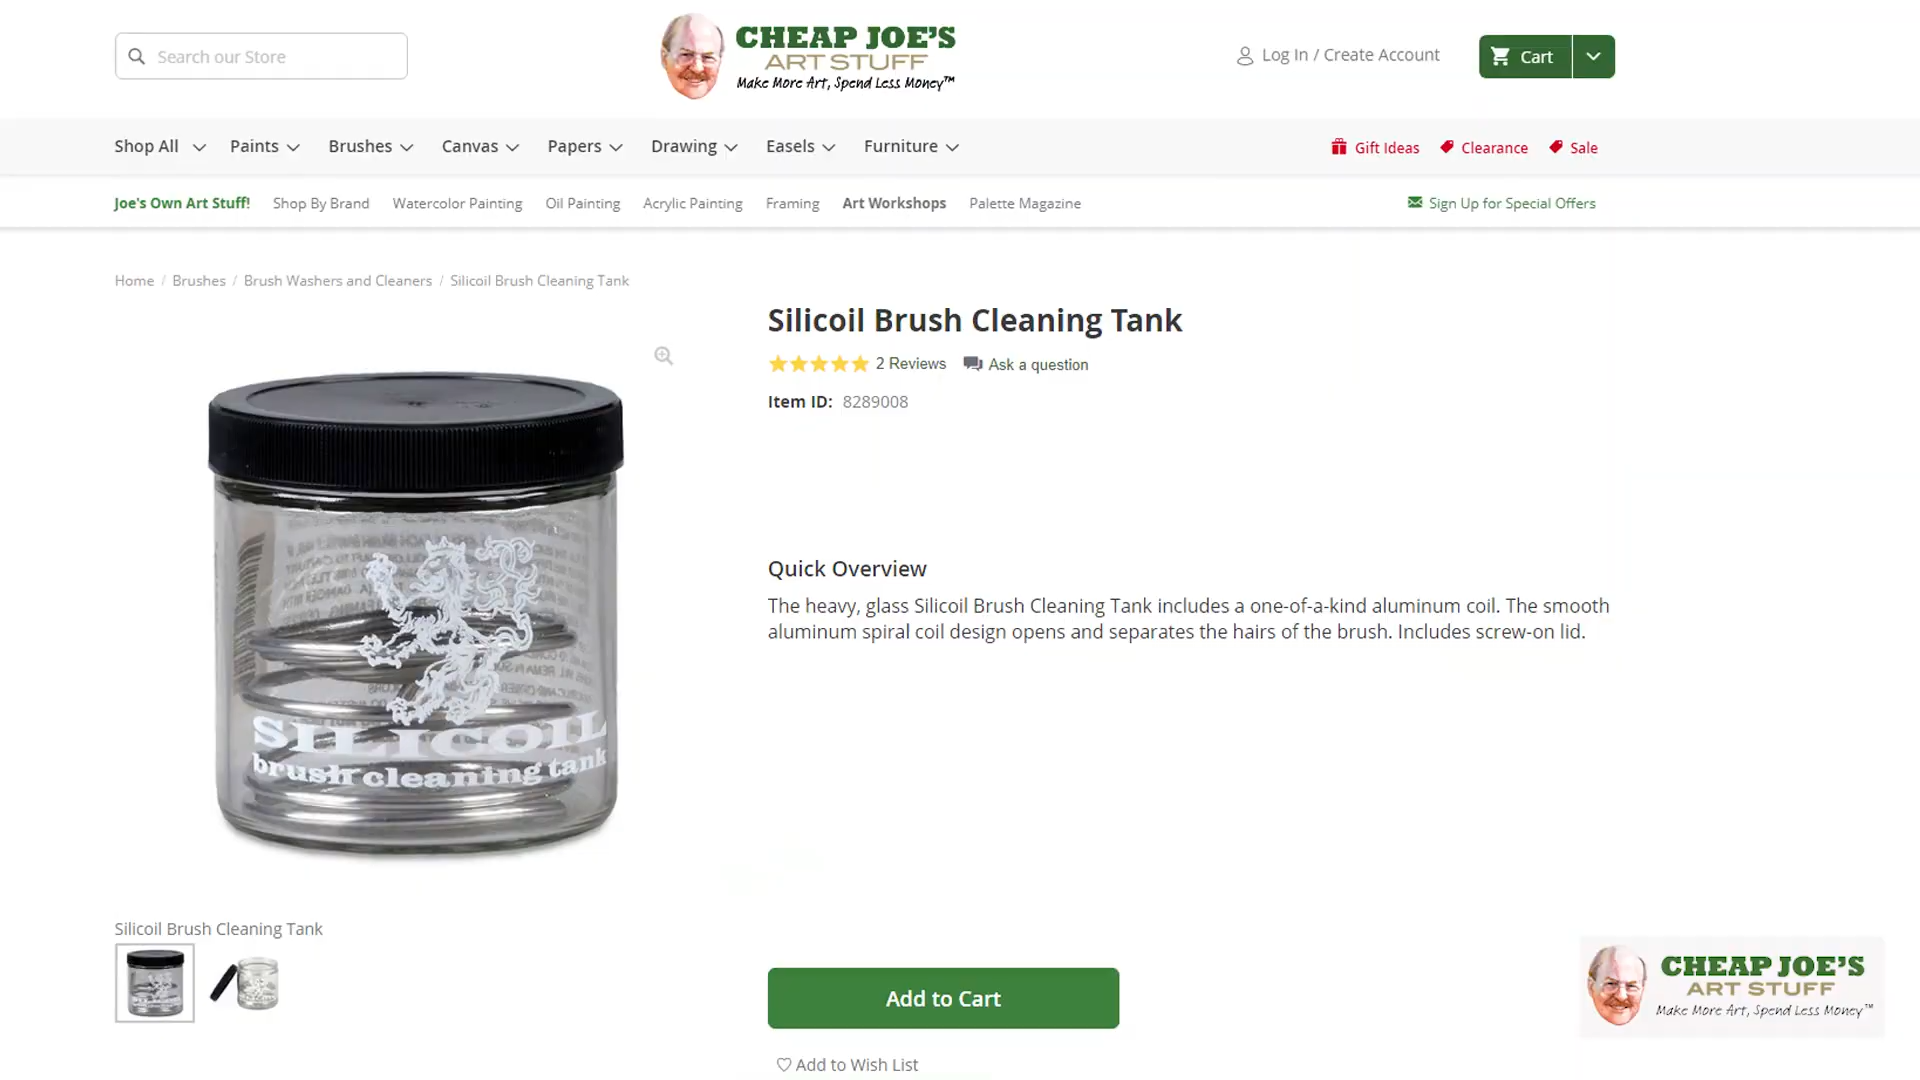 Search our Store
CHEAP JOE'S
ART STUFF
Make More Art, Spend Less Money™
Log In / Create Account
Cart
Shop All
Paints
Brushes
Canvas
Papers
Drawing
Easels
Furniture
Gift Ideas
Clearance
Sale
Joe's Own Art Stuff!
Shop By Brand
Watercolor Painting
Oil Painting
Acrylic Painting
Framing
Art Workshops
Palette Magazine
Sign Up for Special Offers
Home / Brushes / Brush Washers and Cleaners / Silicoil Brush Cleaning Tank
Silicoil Brush Cleaning Tank
2 Reviews
Ask a question
Item ID: 8289008
SILICOIL
brush cleaning tank
Quick Overview
The heavy, glass Silicoil Brush Cleaning Tank includes a one-of-a-kind aluminum coil. The smooth
aluminum spiral coil design opens and separates the hairs of the brush. Includes screw-on lid.
Silicoil Brush Cleaning Tank
Add to Cart
Add to Wish List
CHEAP JOE'S
ART STUFF
Make More Art, Spend Less Money™